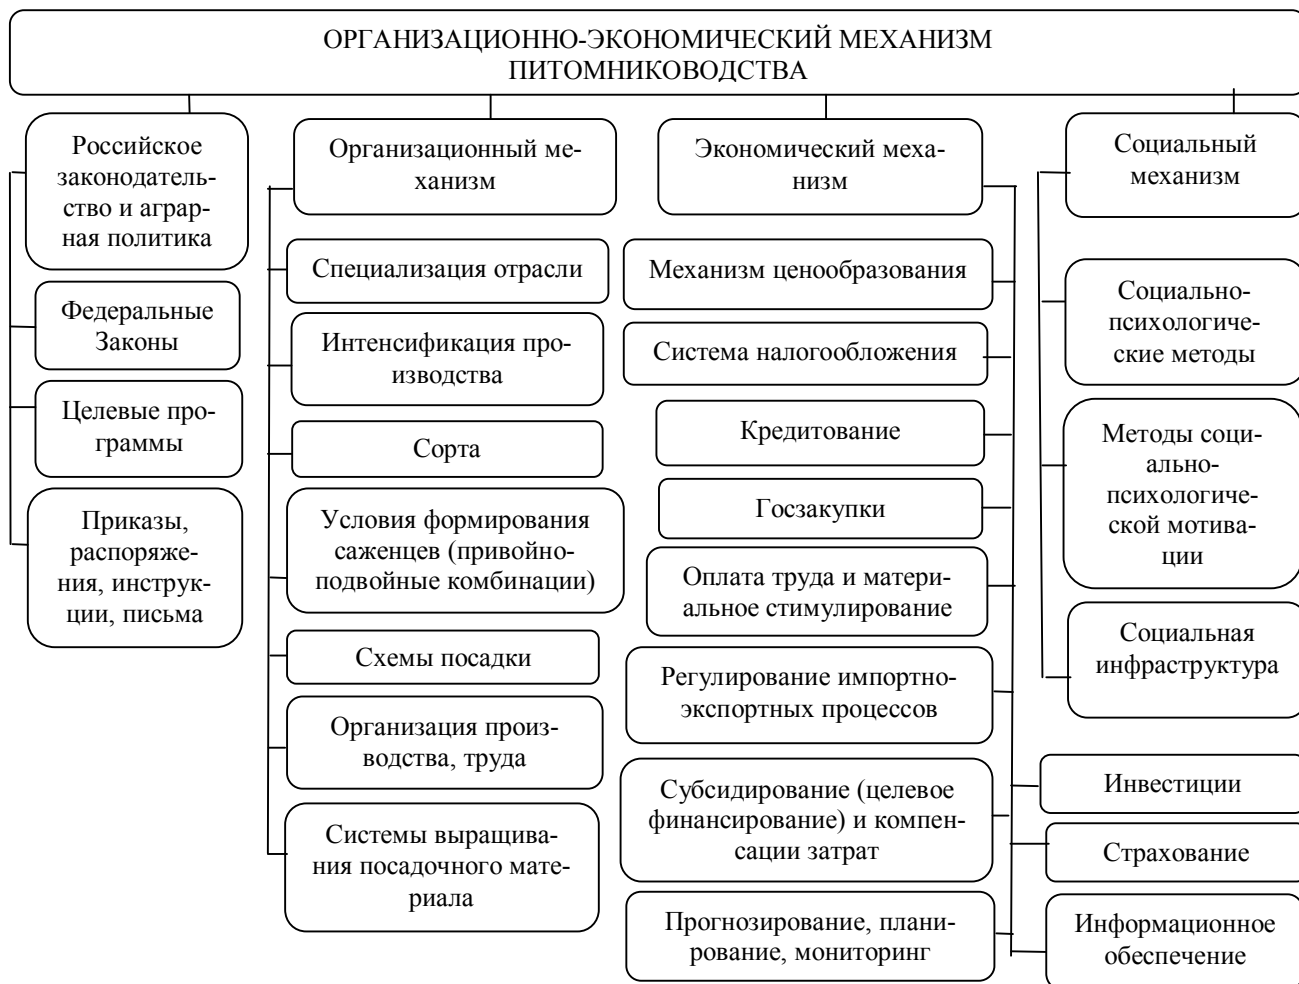 ОРГАНИЗАЦИОННО-ЭКОНОМИЧЕСКИЙ МЕХАНИЗМ
ПИТОМНИКОВОДСТВА
Российское
законодатель-
ство и аграр-
ная политика
Федеральные
Законы
Целевые про-
граммы
Приказы,
распоряже-
ния, инструк-
ции, письма
Организационный ме-
ханизм
Специализация отрасли
Интенсификация про-
изводства
Сорта
Условия формирования
саженцев (привойно-
подвойные комбинации)
Схемы посадки
Организация произ-
водства, труда
Системы выращива-
ния посадочного мате-
риала
Экономический меха-
низм
Механизм ценообразования
Система налогообложения
Кредитование
Госзакупки
Оплата труда и матери-
альное стимулирование
Регулирование импортно-
экспортных процессов
Субсидирование (целевое
финансирование) и компен-
сации затрат
Прогнозирование, плани-
рование, мониторинг
Инвестиции
Страхование
Информационное
обеспечение
Социальный
механизм
Социально-
психологиче-
ские методы
Методы соци-
ально-
психологиче-
ской мотива-
ции
Социальная
инфраструктура